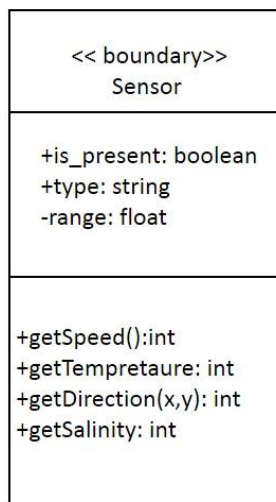 << boundary>>
Sensor
+is_present: boolean
+type: string
-range: float
+getSpeed():int
+getTempretaure: int
+getDirection(x,y): int
+getSalinity: int